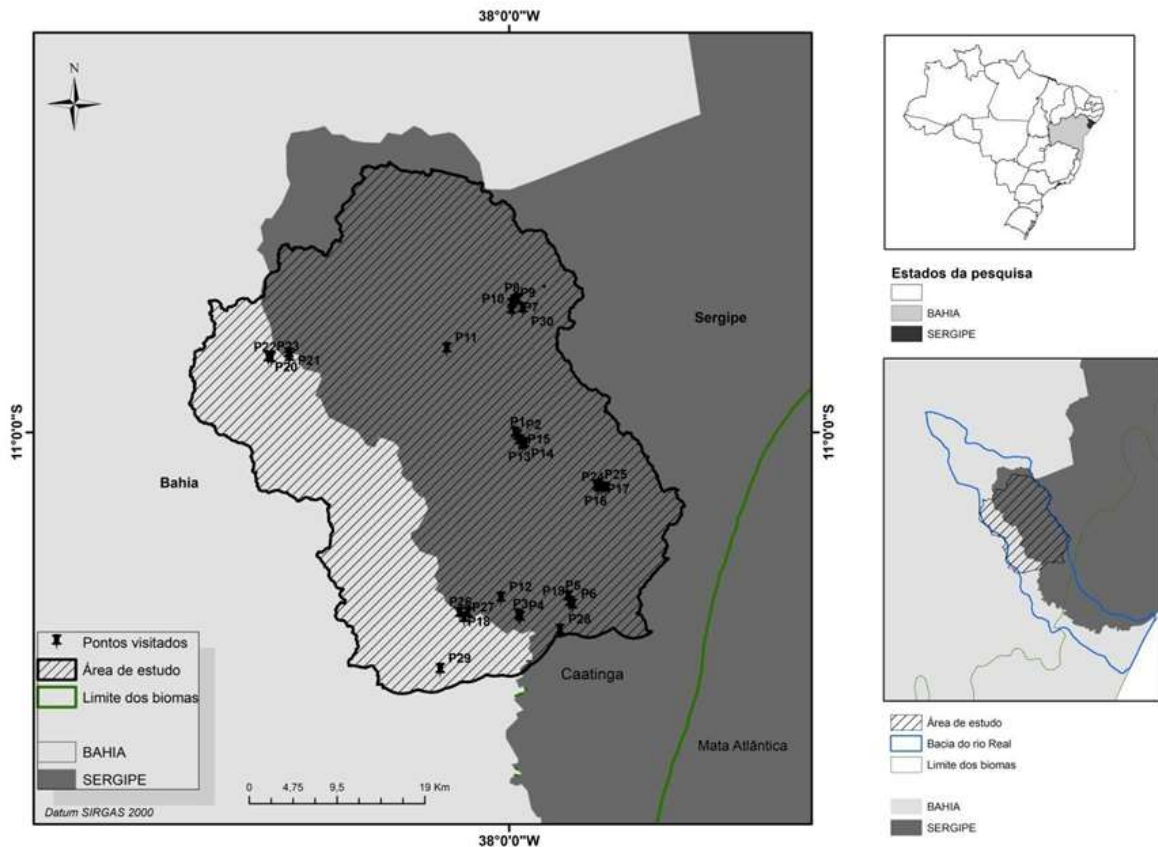 38°0'0"W
N
P8
P9
P10
P7
P30
Sergipe
P11
P22
P23
P20
P21
11°0'0"S
11°0'0"S
P1
P2
P15
P13
P14
Bahia
P24
P25
P16
P17
P12
P19
P5
P6
P26
P27
P3
P4
P18
P28
P29
Caatinga
Mata Atlântica
Pontos visitados
Área de estudo
Limite dos biomas
BAHIA
SERGIPE
0 4,75 9,5 19 Km
Datum SIRGAS 2000
38°0'0"W
Estados da pesquisa
BAHIA
SERGIPE
Área de estudo
Bacia do rio Real
Limite dos biomas
BAHIA
SERGIPE